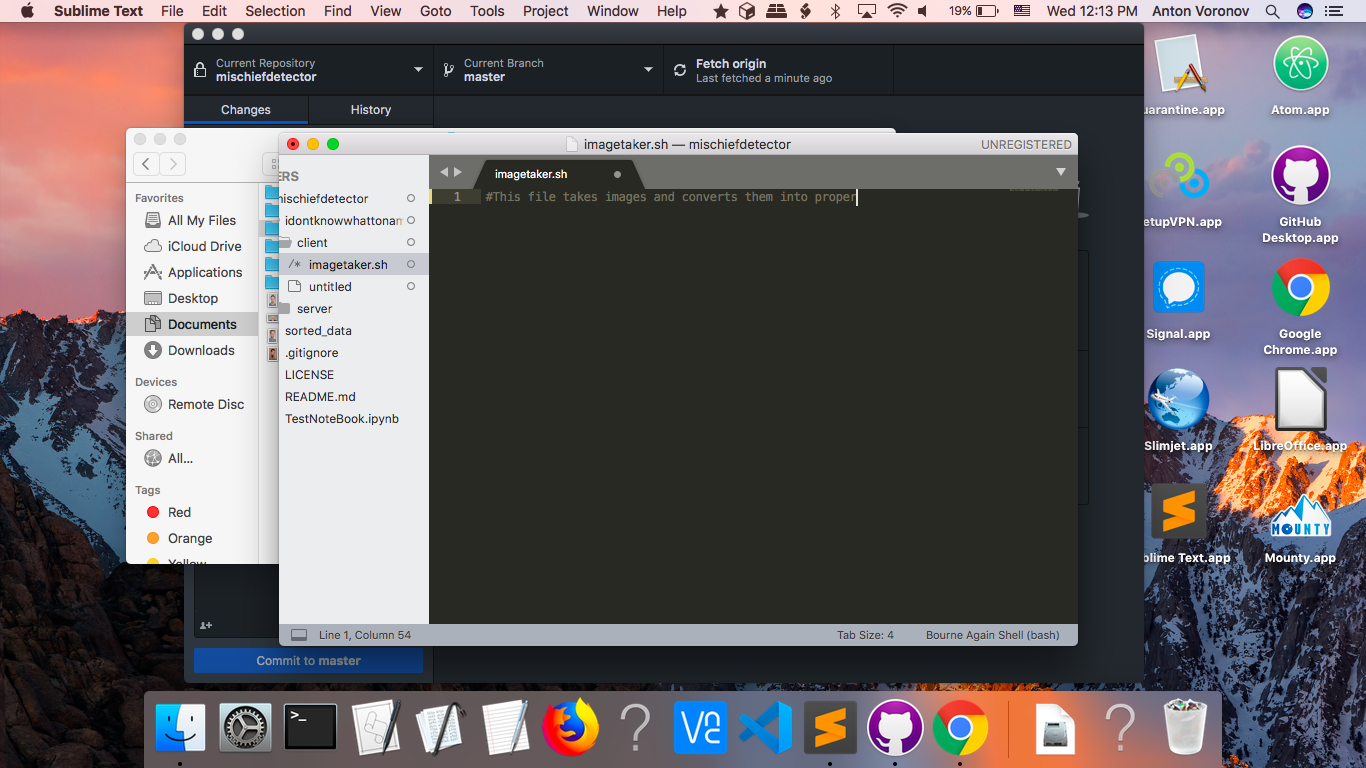 Sublime Text File Edit Selection Find View Goto Tools Project Window Help 19% Wed 12:13 PM Anton Voronov
Current Repository
mischiefdetector
Current Branch
master
Fetch origin
Last fetched a minute ago
Changes History
imagetaker.sh — mischiefdetector UNREGISTERED
Favorites
All My Files
iCloud Drive
Applications
Desktop
Documents
Downloads
Devices
Remote Disc
Shared
All...
Tags
Red
Orange
Yellow
ERS
mischiefdetector
idontknowwhattonam
client
/* imagetaker.sh
untitled
server
sorted_data
.gitignore
LICENSE
README.md
TestNoteBook.ipynb
imagetaker.sh
1 #This file takes images and converts them into proper
Line 1, Column 54 Tab Size: 4 Bourne Again Shell (bash)
Commit to master
uarantine.app
Atom.app
etupVPN.app
GitHub
Desktop.app
Signal.app
Google
Chrome.app
Slimjet.app
LibreOffice.app
blime Text.app
MOUNTY
Mounty.app
>_